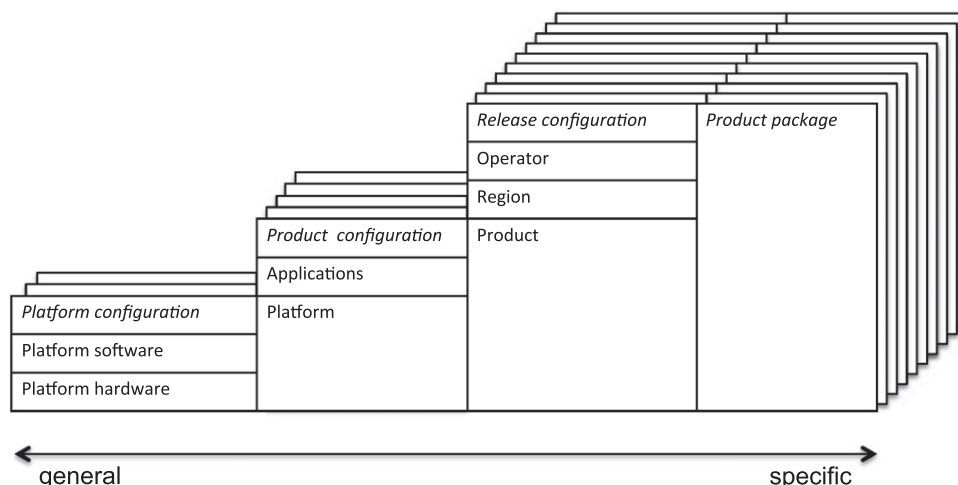 Release configuration
Product package
Operator
Region
Product configuration
Product
Applications
Platform configuration
Platform
Platform software
Platform hardware
general
specific